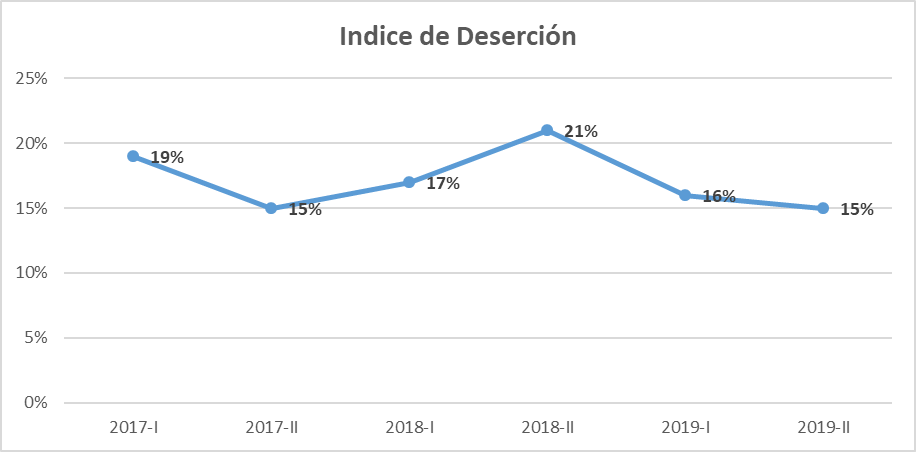 Indice de Deserción
25%
20%
15%
10%
5%
0%
19%
15%
17%
21%
16%
15%
2017-I
2017-II
2018-I
2018-II
2019-I
2019-II